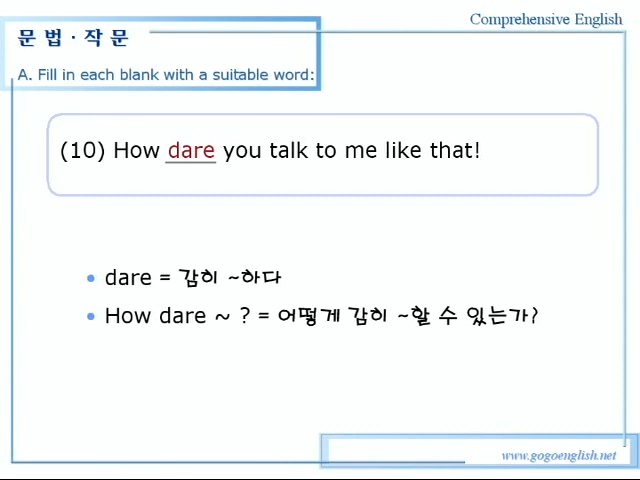 Comprehensive English
문 법 · 작 문
A. Fill in each blank with a suitable word:
(10) How dare you talk to me like that!
• dare = 감히 ~하다
• How dare ~ ? = 어떻게 감히 ~할 수 있는가?
www.gogoenglish.net